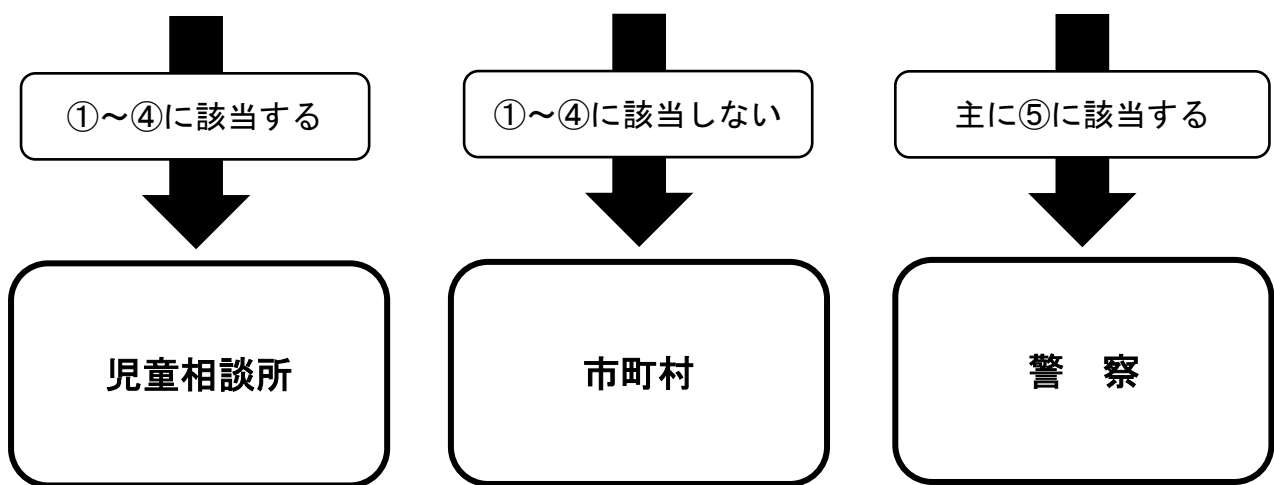 ①～④に該当する
①～④に該当しない
主に⑤に該当する
児童相談所
市町村
警　察